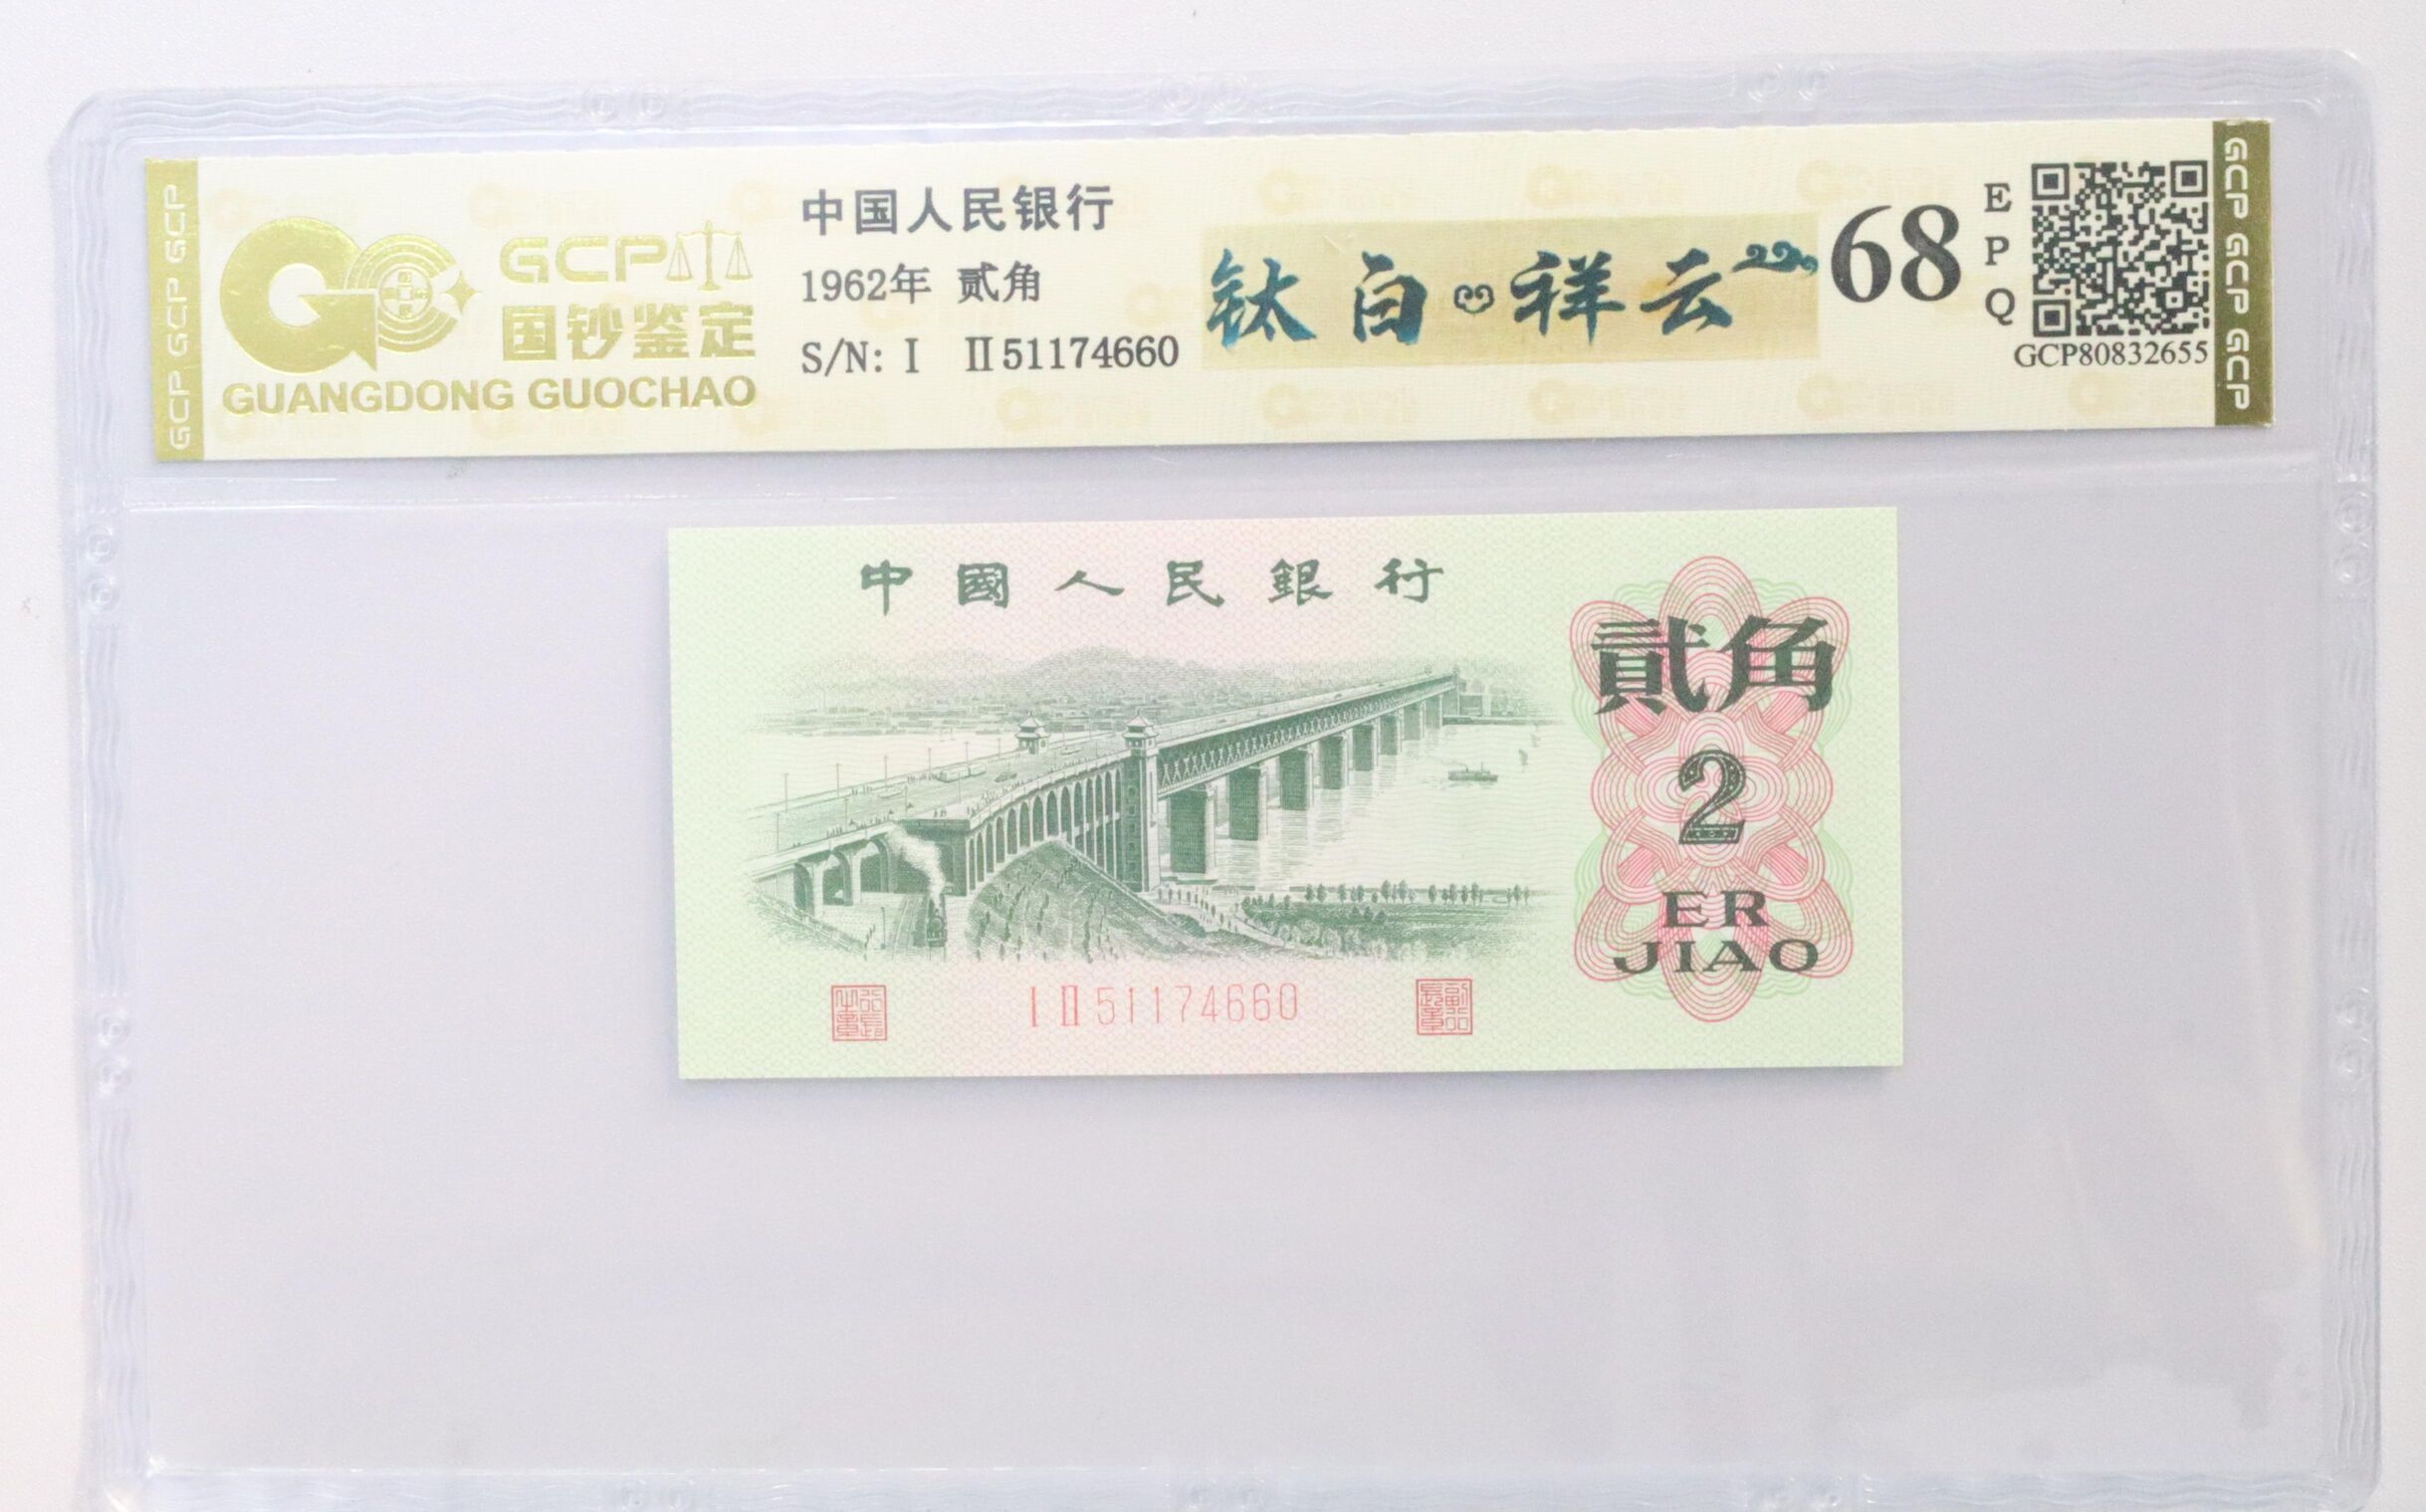 GCP GCP GCP
GCP
国钞鉴定
GUANGDONG GUOCHAO
中国人民银行
1962年 贰角
S/N: I II51174660
钛白祥云
68
EPQ
GCP80832655
GCP GCP GCP GCP
中國人民銀行
貳角
2
ER
JIAO
I II 51174660